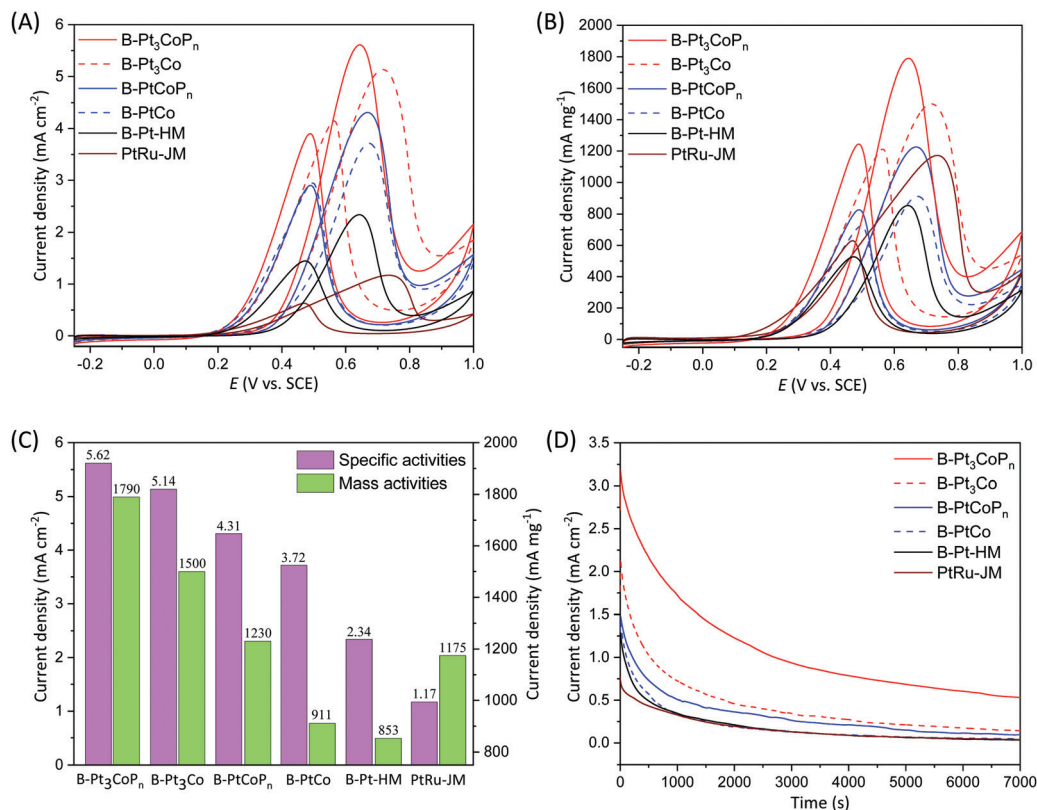 (A)
6
5
4
3
2
1
0
Current density (mA cm⁻²)
B-Pt₃CoPₙ
B-Pt₃Co
B-PtCoPₙ
B-PtCo
B-Pt-HM
PtRu-JM
-0.2 0.0 0.2 0.4 0.6 0.8 1.0
E (V vs. SCE)
(B)
2000
1800
1600
1400
1200
1000
800
600
400
200
0
Current density (mA mg⁻¹)
B-Pt₃CoPₙ
B-Pt₃Co
B-PtCoPₙ
B-PtCo
B-Pt-HM
PtRu-JM
-0.2 0.0 0.2 0.4 0.6 0.8 1.0
E (V vs. SCE)
(C)
6
5
4
3
2
1
0
Current density (mA cm⁻²)
Specific activities
Mass activities
5.62
1790
5.14
1500
4.31
1230
3.72
911
2.34
853
1.17
1175
2000
1800
1600
1400
1200
1000
800
Current density (mA mg⁻¹)
B-Pt₃CoPₙ B-Pt₃Co B-PtCoPₙ B-PtCo B-Pt-HM PtRu-JM
(D)
3.5
3.0
2.5
2.0
1.5
1.0
0.5
0.0
Current density (mA cm⁻²)
B-Pt₃CoPₙ
B-Pt₃Co
B-PtCoPₙ
B-PtCo
B-Pt-HM
PtRu-JM
0 1000 2000 3000 4000 5000 6000 7000
Time (s)